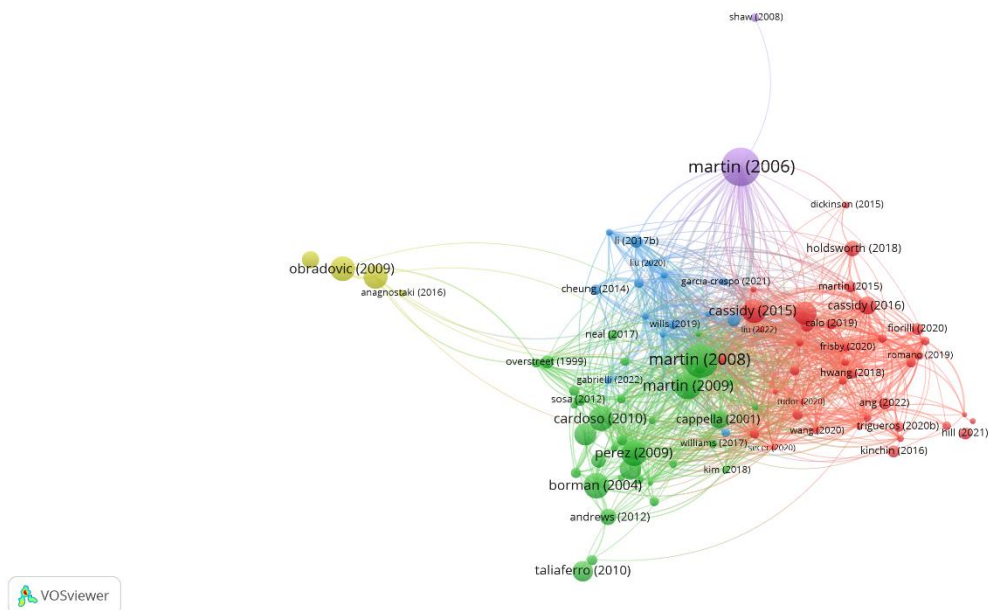 shaw (2008)
martin (2006)
dickinson (2015)
li (2017b)
holdsworth (2018)
liu (2020)
obradovic (2009)
garcia-crespo (2021)
anagnostaki (2016)
cheung (2014)
martin (2015)
cassidy (2016)
cassidy (2015)
wills (2019)
liu (2022)
calo (2019)
fiorilli (2020)
neal (2017)
frisby (2020)
romano (2019)
overstreet (1999)
martin (2008)
hwang (2018)
gabrielli (2022)
martin (2009)
sosa (2012)
tudor (2020)
ang (2022)
cardoso (2010)
cappella (2001)
wang (2020)
trigueros (2020b)
hill (2021)
williams (2017)
secer (2020)
kinchin (2016)
perez (2009)
kim (2018)
borman (2004)
andrews (2012)
taliaferro (2010)
VOSviewer